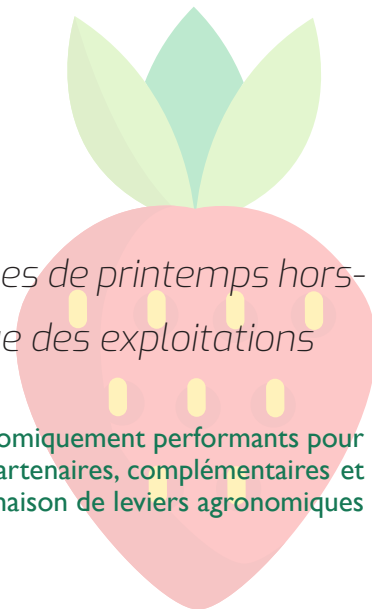 es de printemps hors-
e des exploitations
omiquement performants pour
artenaires, complémentaires et
naison de leviers agronomiques